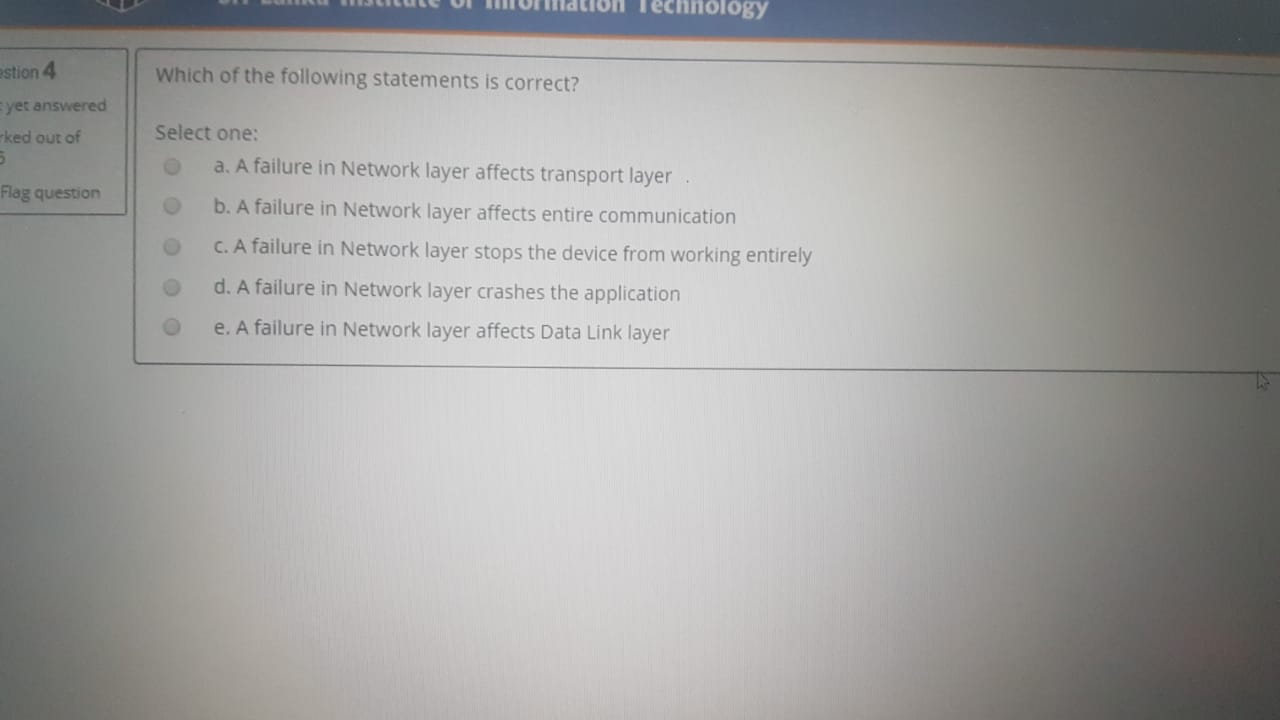 Institute of Information Technology
estion 4
yet answered
rked out of
5
Flag question
Which of the following statements is correct?
Select one:
a. A failure in Network layer affects transport layer .
b. A failure in Network layer affects entire communication
c. A failure in Network layer stops the device from working entirely
d. A failure in Network layer crashes the application
e. A failure in Network layer affects Data Link layer